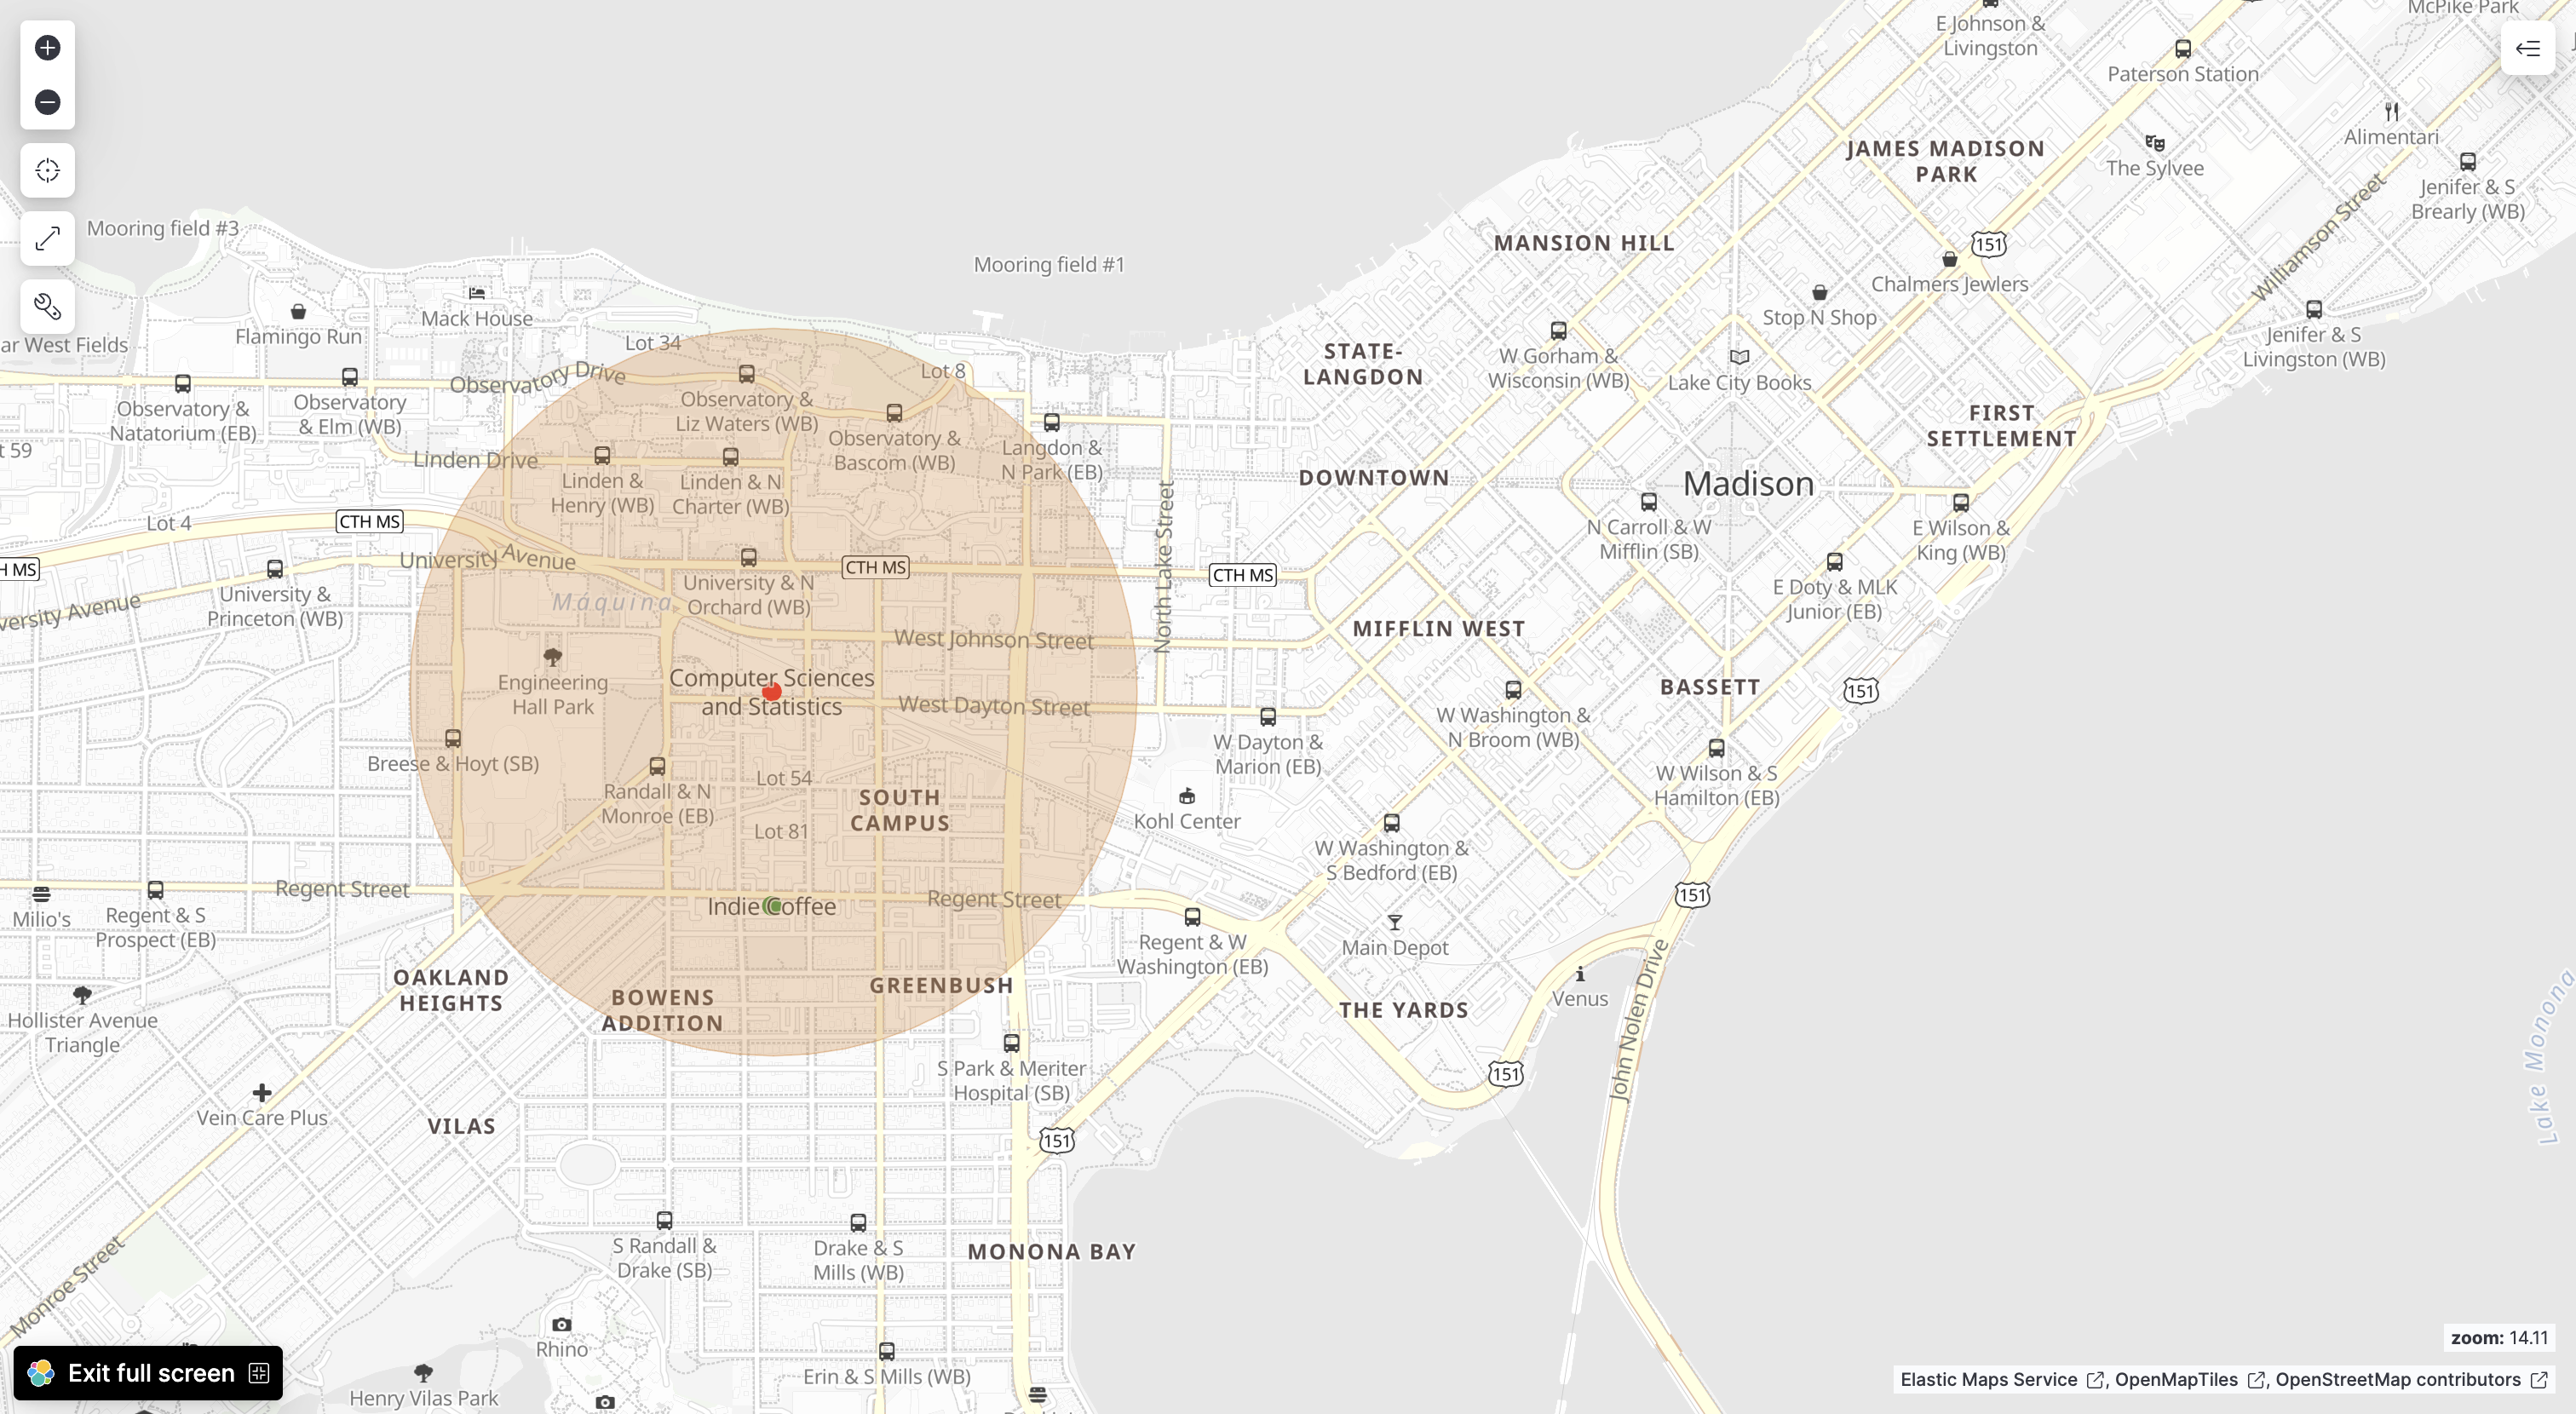 McPike Park
E Johnson &
Livingston
Paterson Station
Alimentari
JAMES MADISON
PARK
The Sylvee
Jenifer & S
Brearly (WB)
Mooring field #3
Mooring field #1
MANSION HILL
151
Williamson Street
Chalmers Jewlers
Mack House
Flamingo Run
Stop N Shop
ar West Fields
Lot 34
Jenifer & S
Livingston (WB)
STATE-
LANGDON
W Gorham &
Wisconsin (WB)
Lake City Books
Observatory Drive
Lot 8
Observatory &
Natatorium (EB)
Observatory
& Elm (WB)
Observatory &
Liz Waters (WB)
Observatory &
Bascom (WB)
Langdon &
N Park (EB)
FIRST
SETTLEMENT
t 59
Linden Drive
Linden &
Henry (WB)
Linden & N
Charter (WB)
DOWNTOWN
Madison
Lot 4
CTH MS
North Lake Street
N Carroll & W
Mifflin (SB)
E Wilson &
King (WB)
H MS
University Avenue
CTH MS
CTH MS
University &
Princeton (WB)
University & N
Orchard (WB)
E Doty & MLK
Junior (EB)
versity Avenue
Máquina
West Johnson Street
MIFFLIN WEST
Engineering
Hall Park
Computer Sciences
and Statistics
West Dayton Street
BASSETT
151
W Washington &
N Broom (WB)
W Dayton &
Marion (EB)
Breese & Hoyt (SB)
Lot 54
Randall & N
Monroe (EB)
SOUTH
CAMPUS
W Wilson & S
Hamilton (EB)
Lot 81
Kohl Center
W Washington &
S Bedford (EB)
Regent Street
Regent Street
151
Milio's
Regent & S
Prospect (EB)
Indie Coffee
Regent & W
Washington (EB)
Main Depot
OAKLAND
HEIGHTS
BOWENS
ADDITION
GREENBUSH
THE YARDS
Venus
John Nolen Drive
Lake Monona
Hollister Avenue
Triangle
S Park & Meriter
Hospital (SB)
151
Vein Care Plus
VILAS
151
S Randall &
Drake (SB)
Drake & S
Mills (WB)
MONONA BAY
Monroe Street
Rhino
zoom: 14.11
Exit full screen
Henry Vilas Park
Erin & S Mills (WB)
Elastic Maps Service , OpenMapTiles , OpenStreetMap contributors